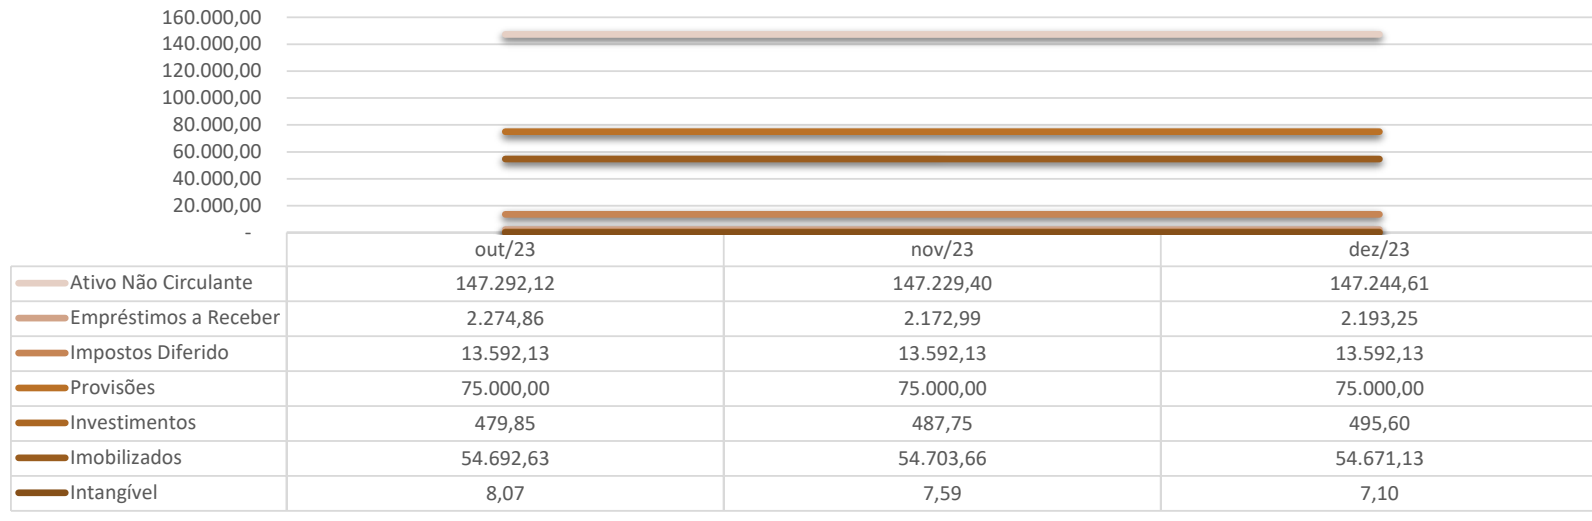 160.000,00
140.000,00
120.000,00
100.000,00
80.000,00
60.000,00
40.000,00
20.000,00
-
out/23 nov/23 dez/23
Ativo Não Circulante 147.292,12 147.229,40 147.244,61
Empréstimos a Receber 2.274,86 2.172,99 2.193,25
Impostos Diferido 13.592,13 13.592,13 13.592,13
Provisões 75.000,00 75.000,00 75.000,00
Investimentos 479,85 487,75 495,60
Imobilizados 54.692,63 54.703,66 54.671,13
Intangível 8,07 7,59 7,10